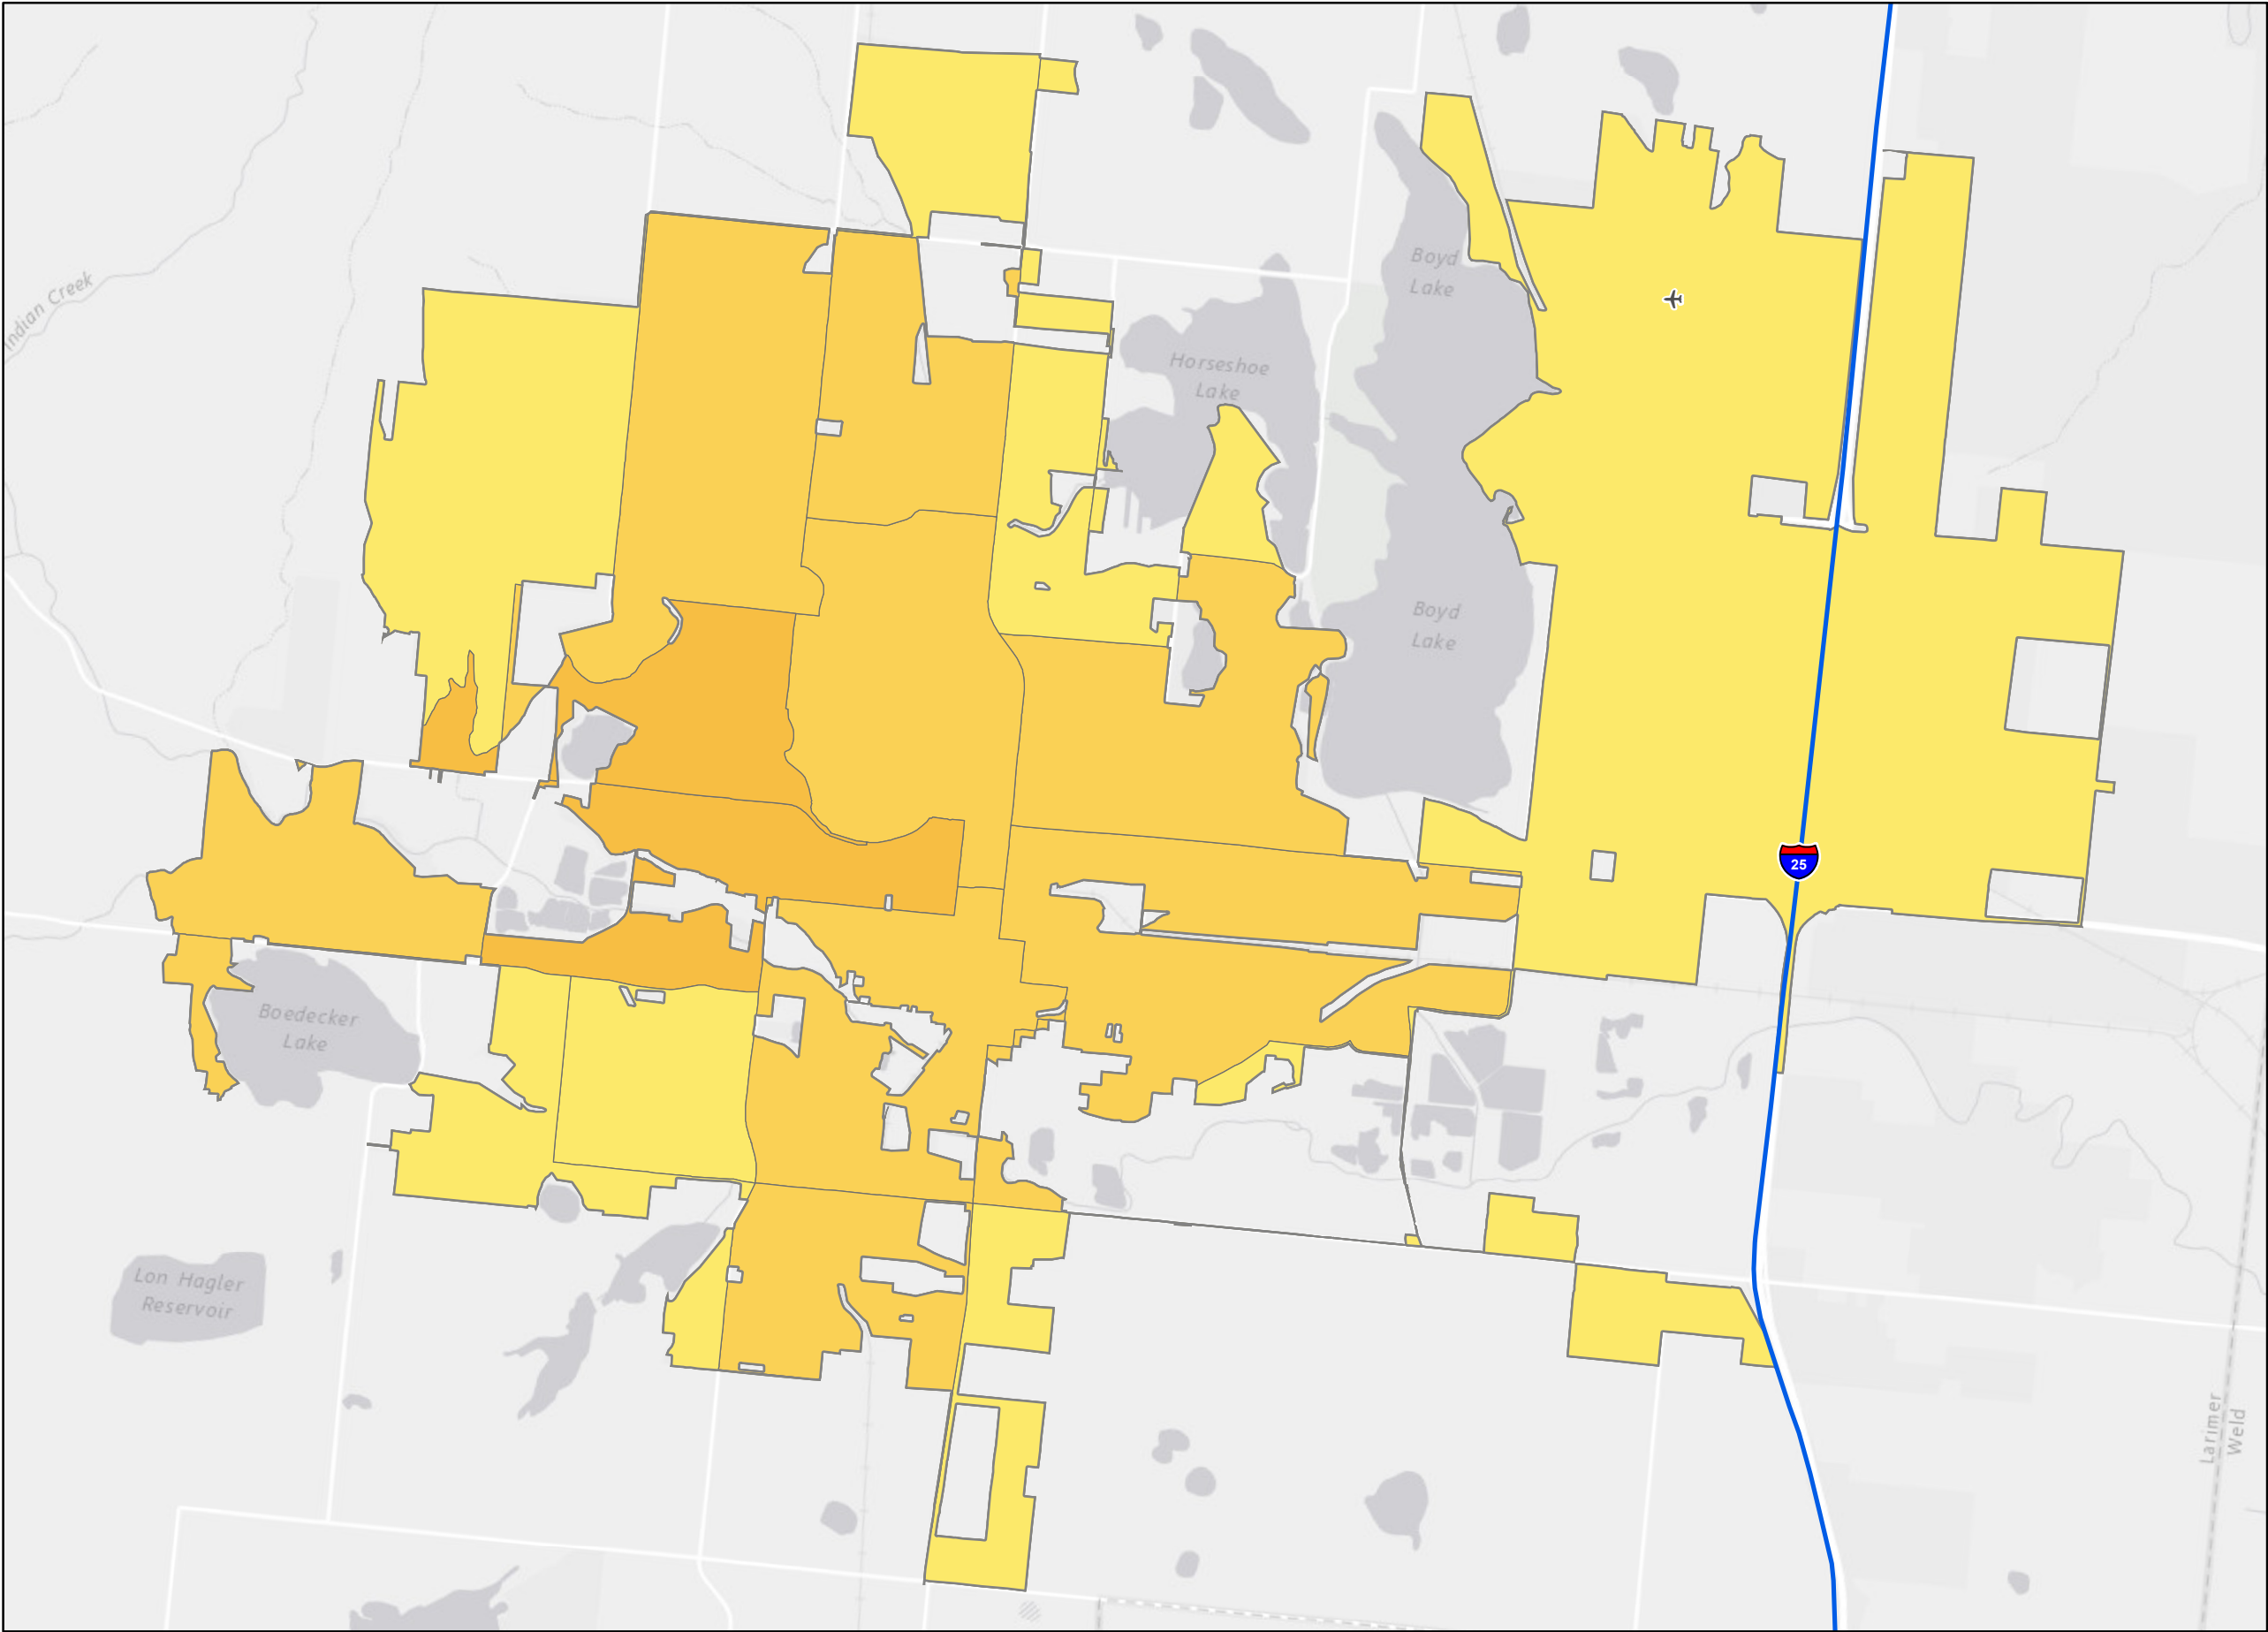 Indian Creek
Boyd
Lake
Horseshoe
Lake
Boyd
Lake
25
Boedecker
Lake
Lon Hagler
Reservoir
Larimer
Weld